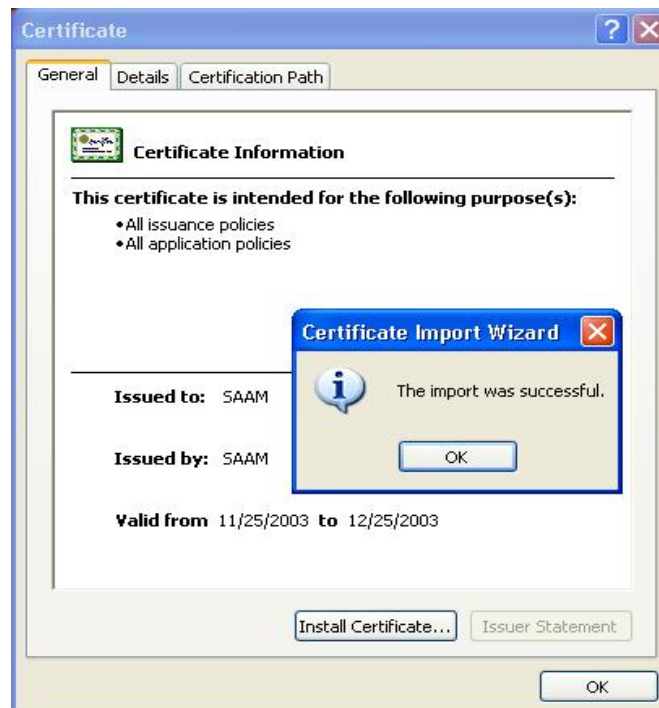 Certificate
General Details Certification Path
Certificate Information
This certificate is intended for the following purpose(s):
•All issuance policies
•All application policies
Certificate Import Wizard
The import was successful.
OK
Issued to: SAAM
Issued by: SAAM
Valid from 11/25/2003 to 12/25/2003
Install Certificate... Issuer Statement
OK